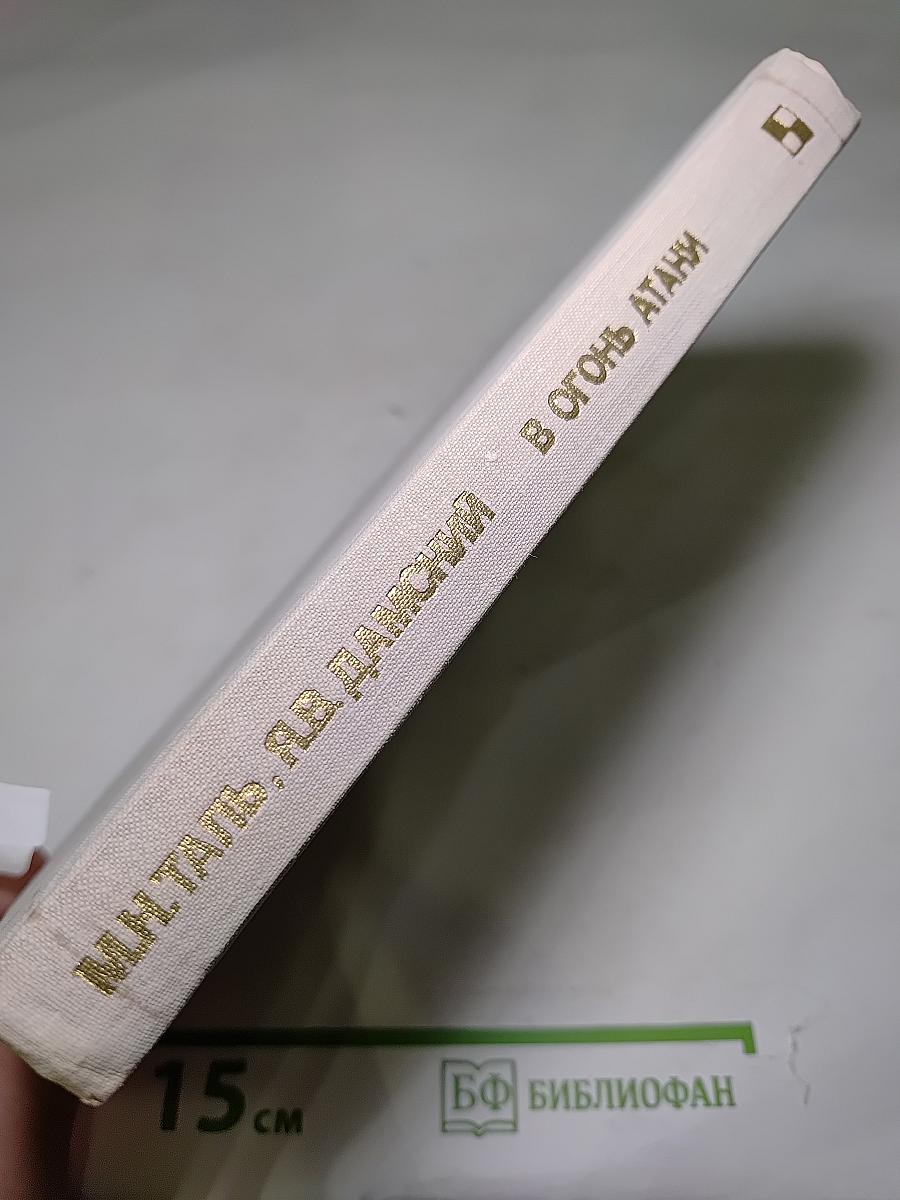 М.Н. ТАЛЬ, Я.В. ДАМСКИЙ В ОГОНЬ АТАКИ
15 см
БФ БИБЛИОФАН